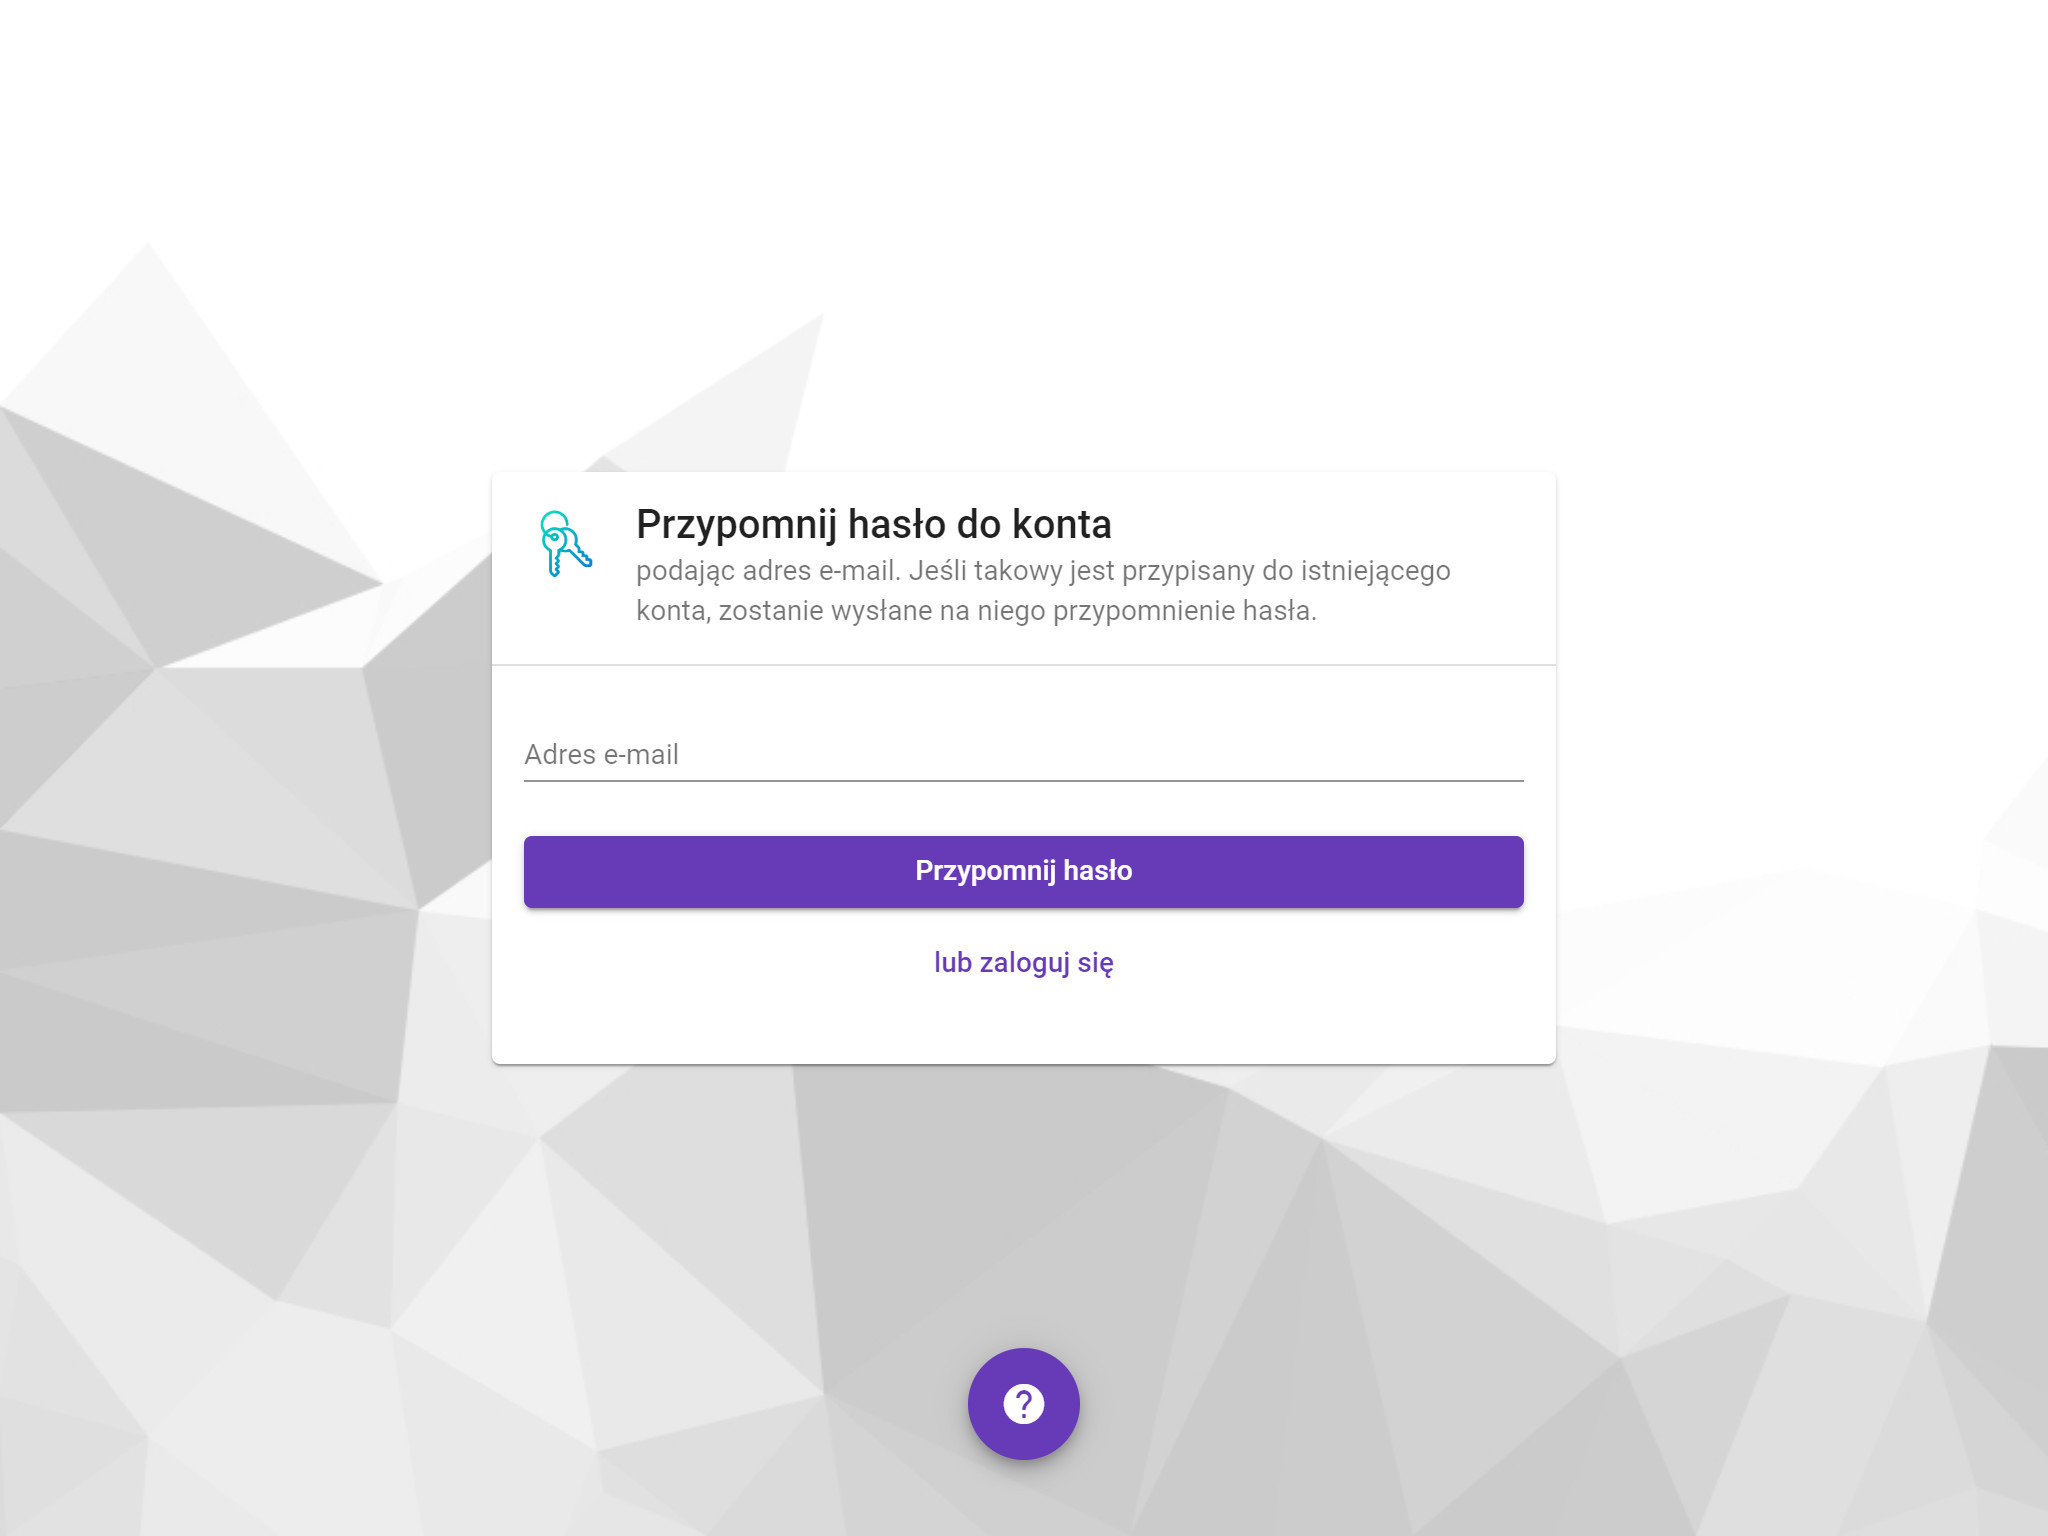 Przypomnij hasło do konta
podając adres e-mail. Jeśli takowy jest przypisany do istniejącego
konta, zostanie wysłane na niego przypomnienie hasła.
Adres e-mail
Przypomnij hasło
lub zaloguj się
?